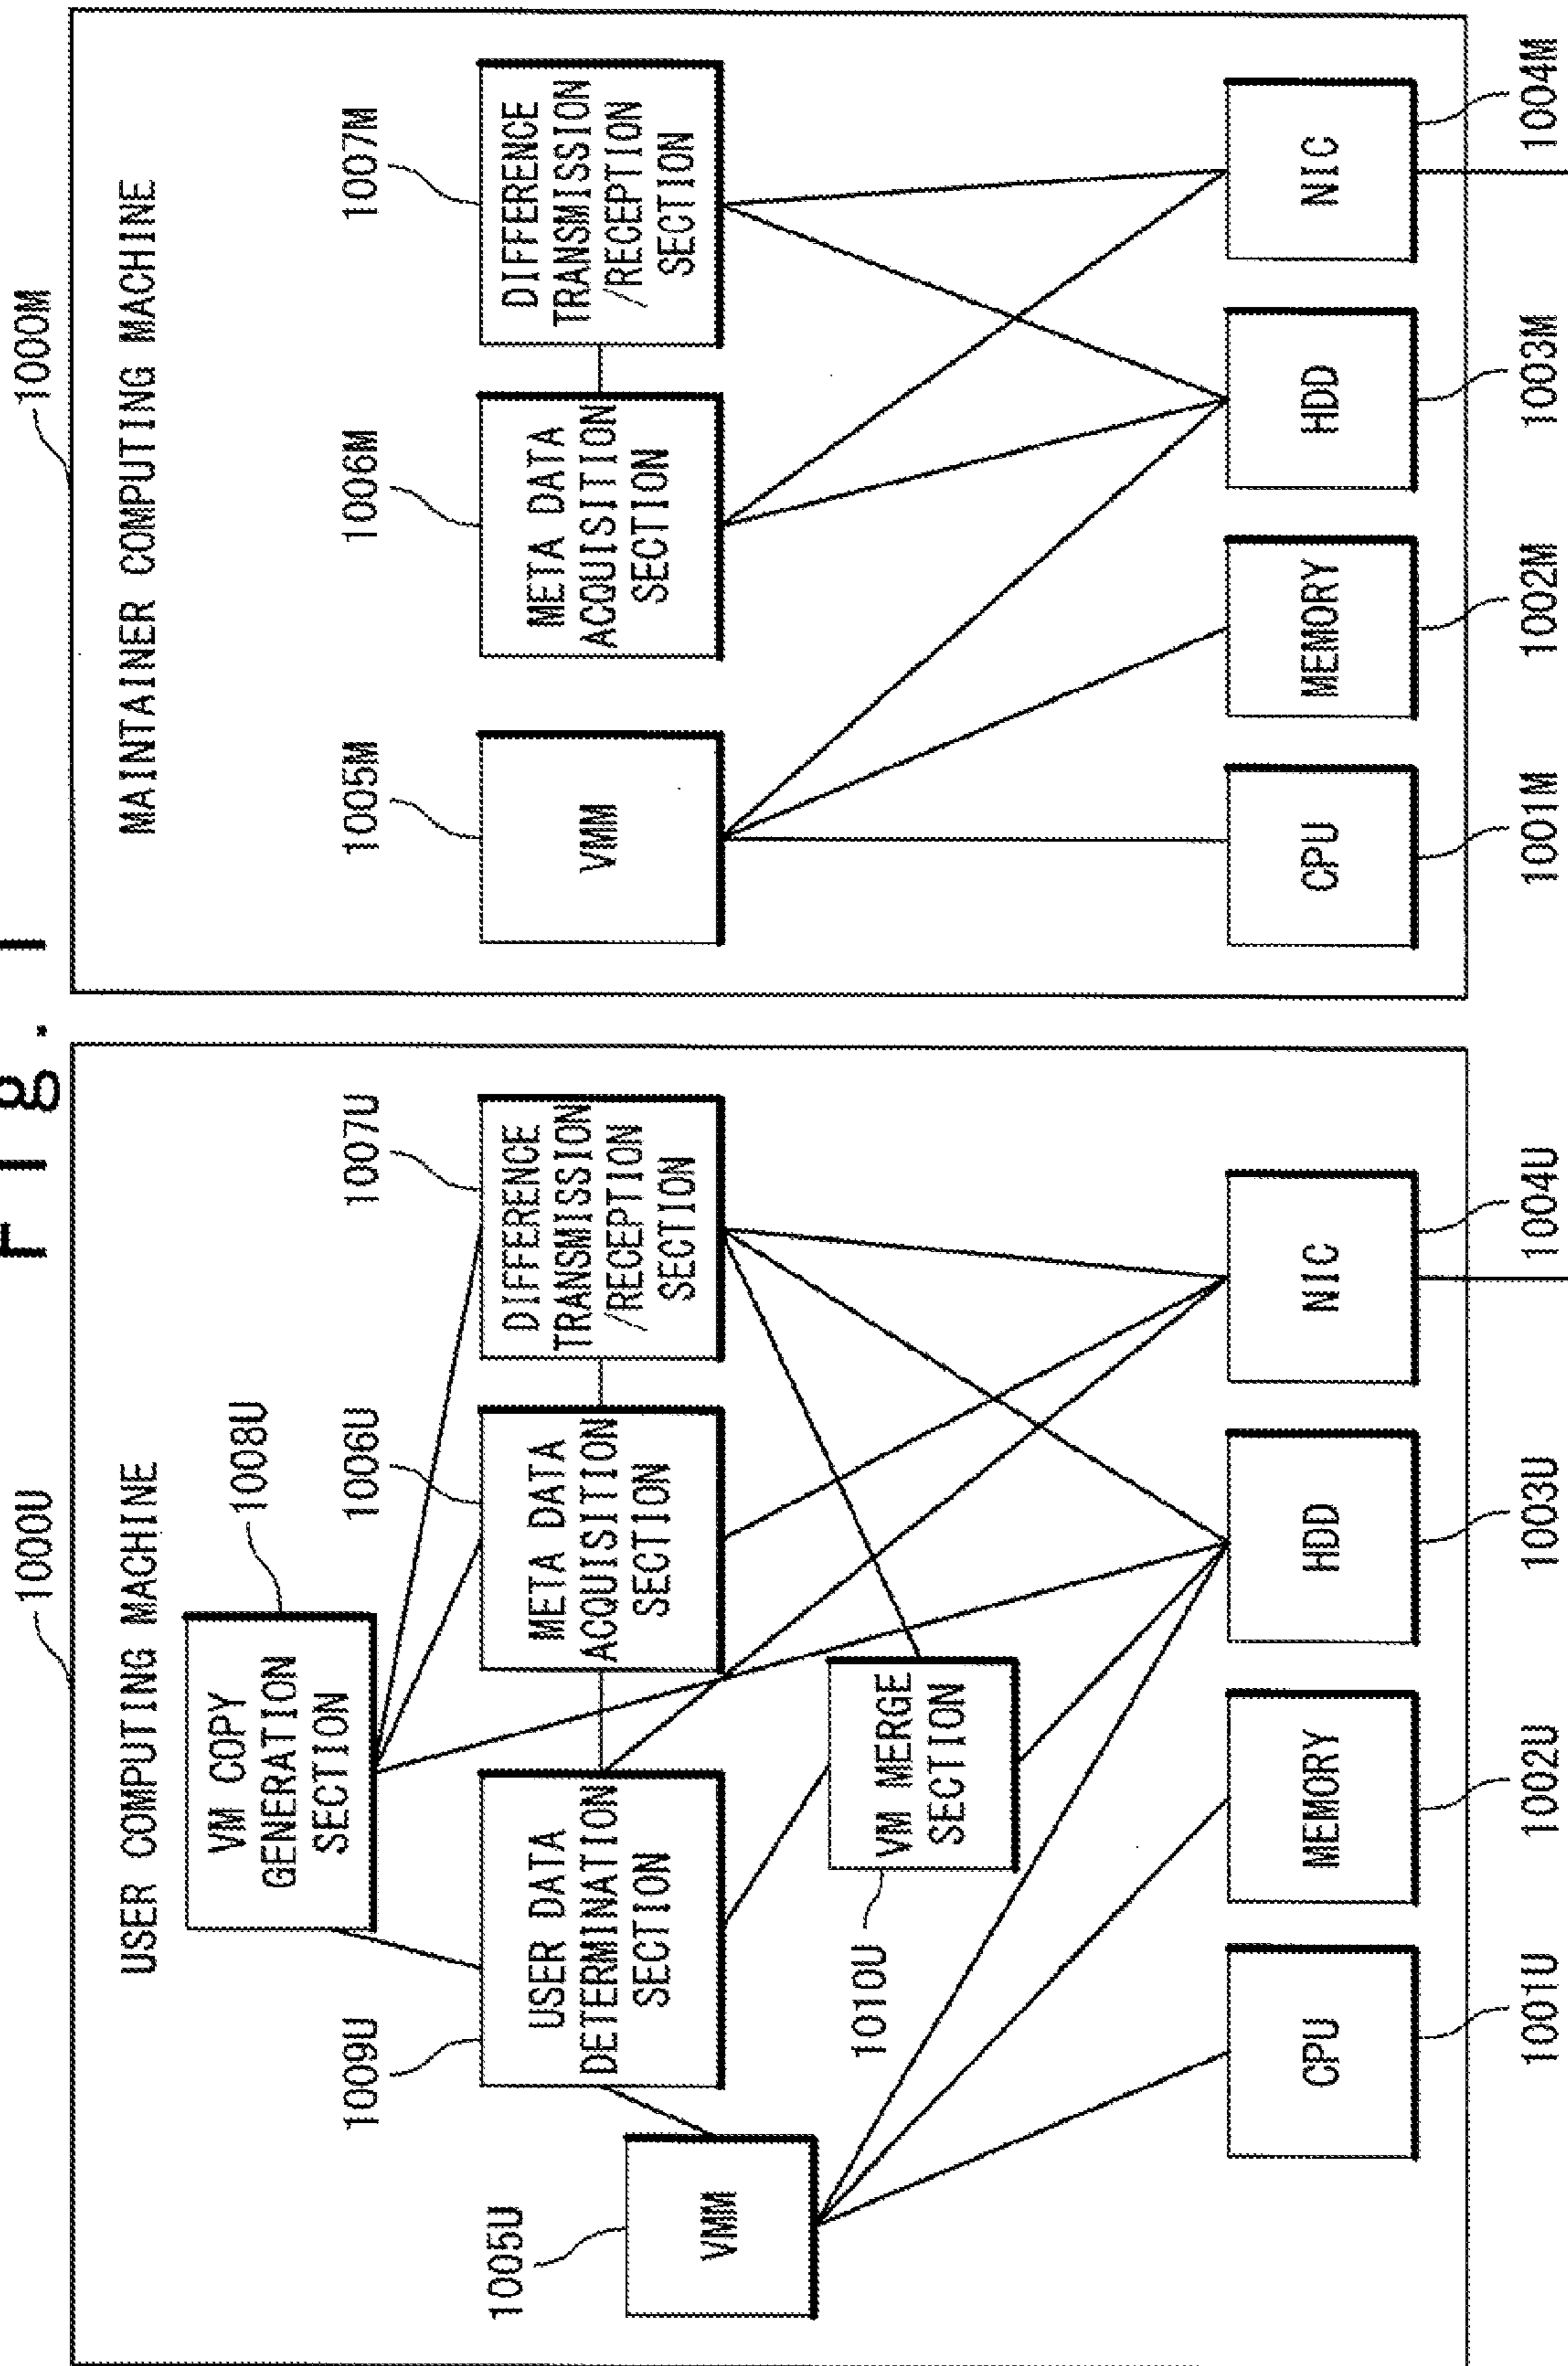 Fig. 1
1000U
USER COMPUTING MACHINE
VM COPY
GENERATION
SECTION
1008U
1009U
USER DATA
DETERMINATION
SECTION
1006U
META DATA
ACQUISITION
SECTION
1007U
DIFFERENCE
TRANSMISSION
/RECEPTION
SECTION
1005U
VMM
1010U
VM MERGE
SECTION
CPU
MEMORY
HDD
NIC
1001U
1002U
1003U
1004U
1000M
MAINTAINER COMPUTING MACHINE
1005M
VMM
1006M
META DATA
ACQUISITION
SECTION
1007M
DIFFERENCE
TRANSMISSION
/RECEPTION
SECTION
CPU
MEMORY
HDD
NIC
1001M
1002M
1003M
1004M